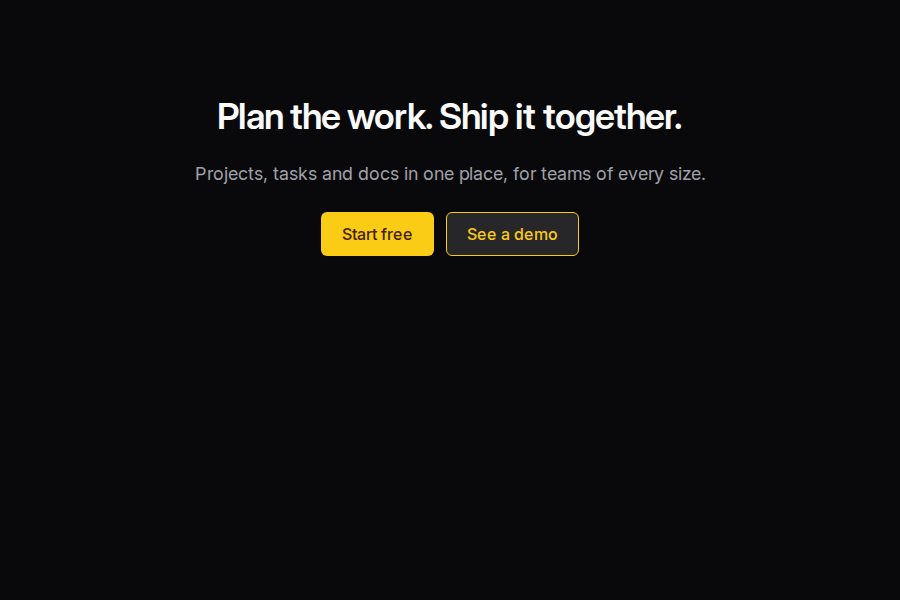 Plan the work. Ship it together.
Projects, tasks and docs in one place, for teams of every size.
Start free
See a demo